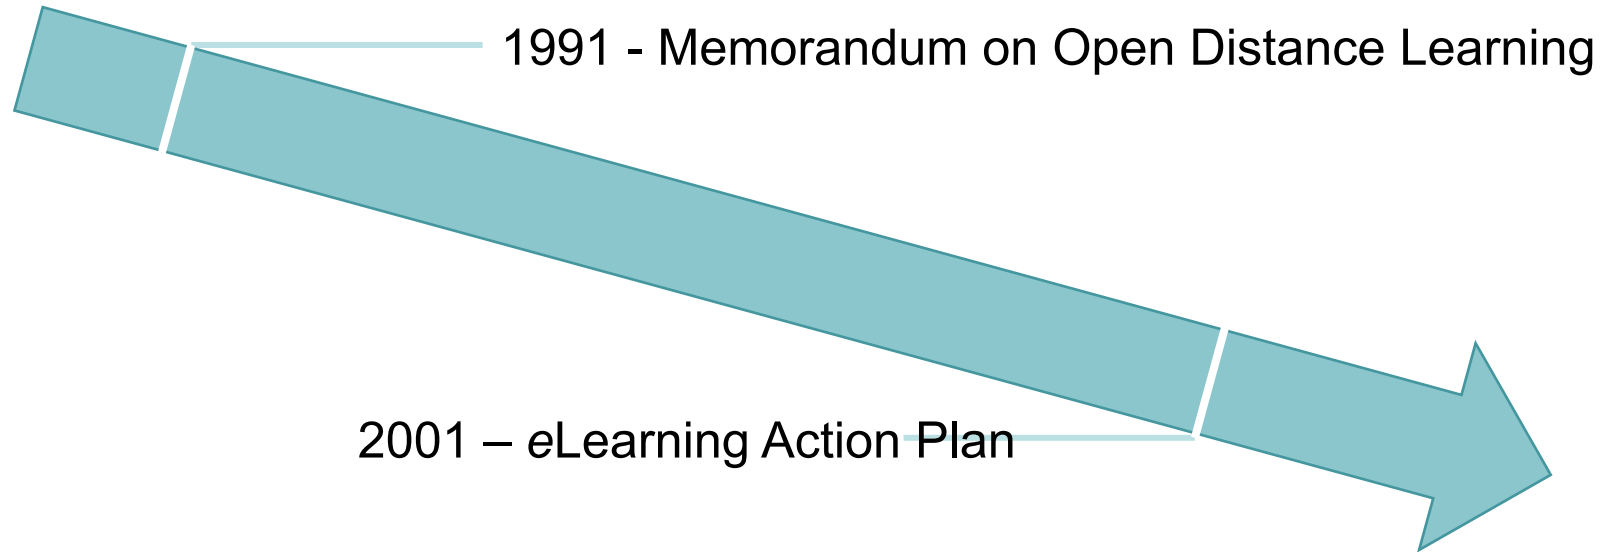 1991 - Memorandum on Open Distance Learning
2001 – eLearning Action Plan